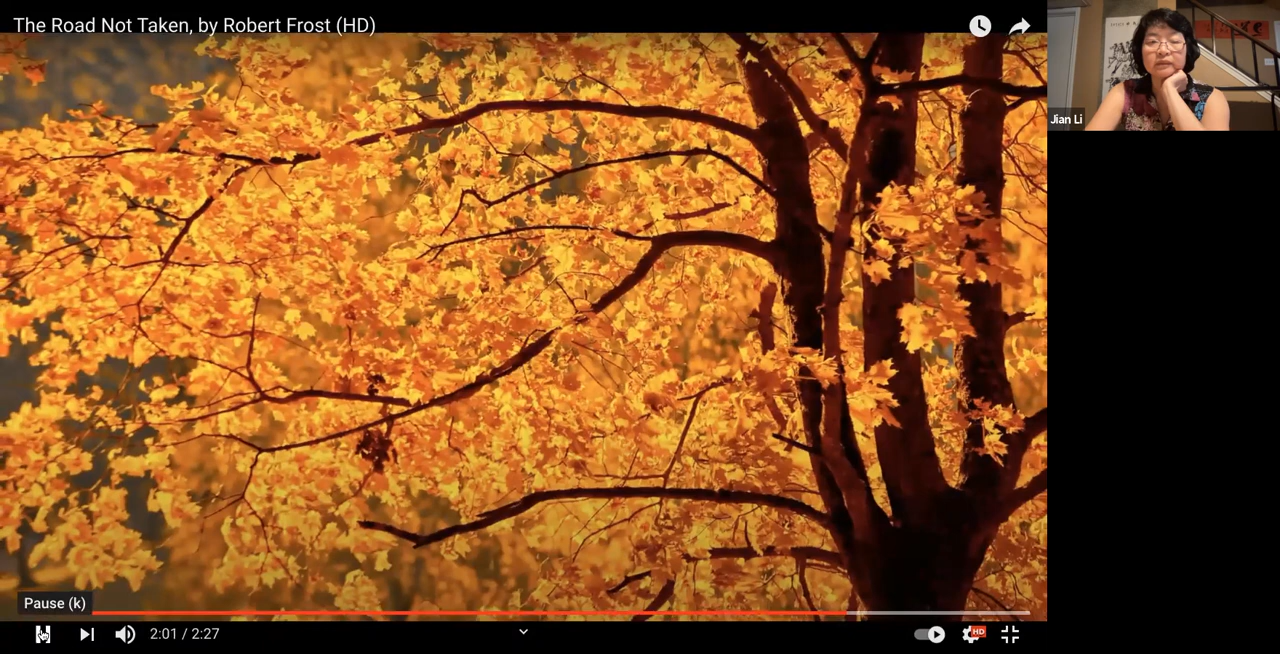 The Road Not Taken, by Robert Frost (HD)
Jian Li
Pause (k)
2:01 / 2:27
HD